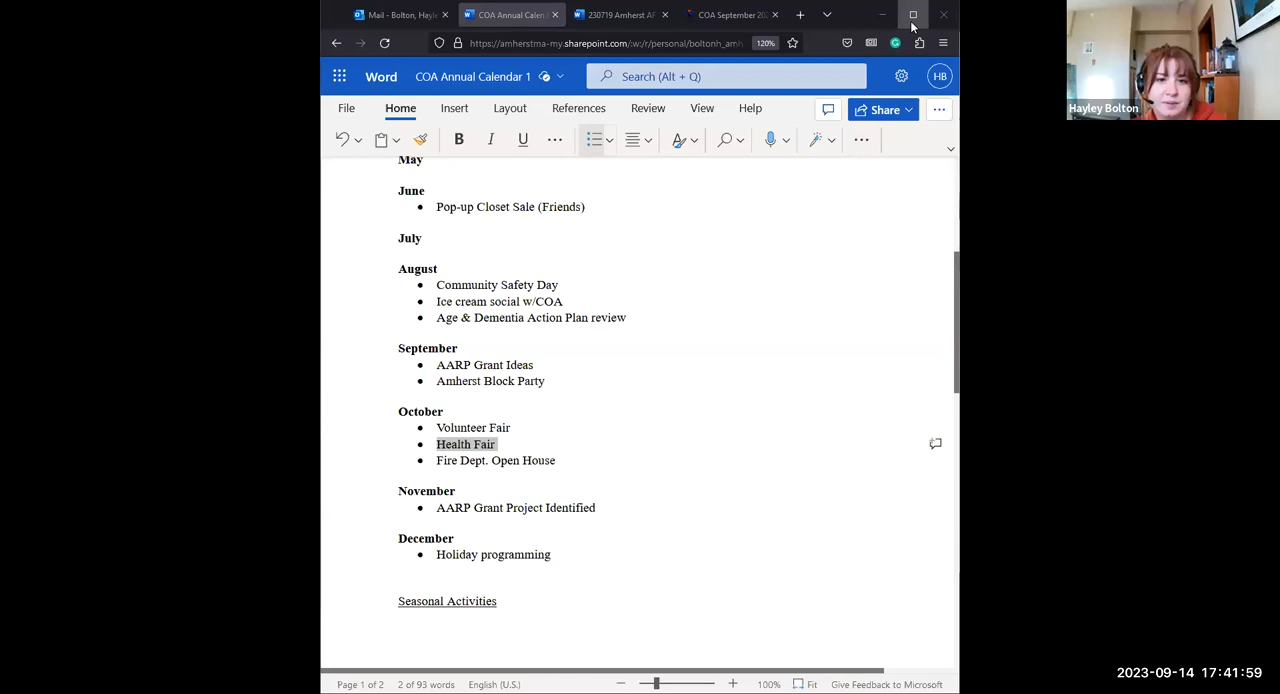 Mail - Bolton, Hayle
COA Annual Calen
230719 Amherst AF
COA September 202
https://amherstma-my.sharepoint.com/:w:/r/personal/boltonh_amh
120%
Word
COA Annual Calendar 1
Search (Alt + Q)
HB
Hayley Bolton
File Home Insert Layout References Review View Help
Share
B I U
May
June
• Pop-up Closet Sale (Friends)
July
August
• Community Safety Day
• Ice cream social w/COA
• Age & Dementia Action Plan review
September
• AARP Grant Ideas
• Amherst Block Party
October
• Volunteer Fair
• Health Fair
• Fire Dept. Open House
November
• AARP Grant Project Identified
December
• Holiday programming
Seasonal Activities
Page 1 of 2 2 of 93 words English (U.S.) 100% Fit Give Feedback to Microsoft
2023-09-14 17:41:59